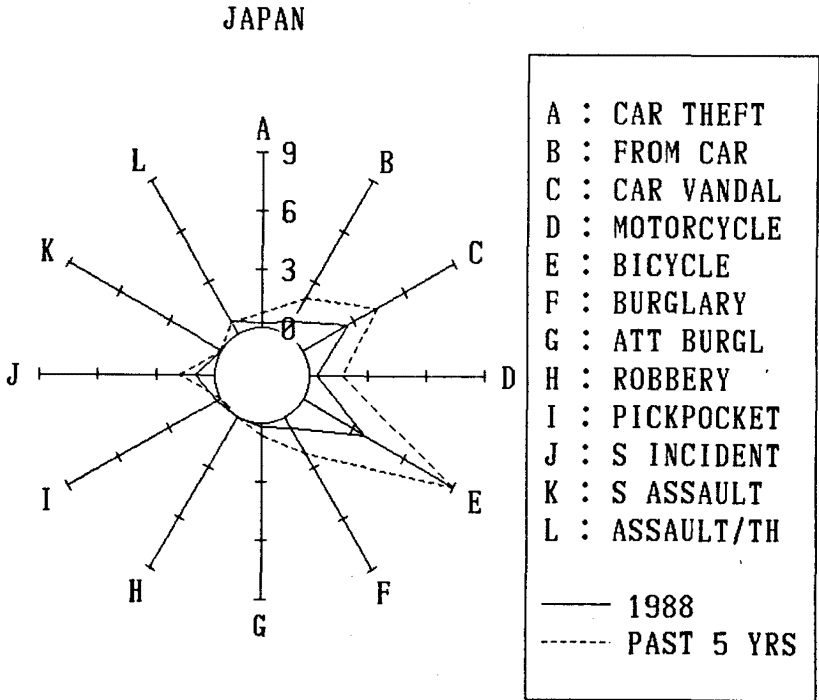 JAPAN
A
9
6
3
0
B
C
D
E
F
G
H
I
J
K
L
A : CAR THEFT
B : FROM CAR
C : CAR VANDAL
D : MOTORCYCLE
E : BICYCLE
F : BURGLARY
G : ATT BURGL
H : ROBBERY
I : PICKPOCKET
J : S INCIDENT
K : S ASSAULT
L : ASSAULT/TH
1988
PAST 5 YRS